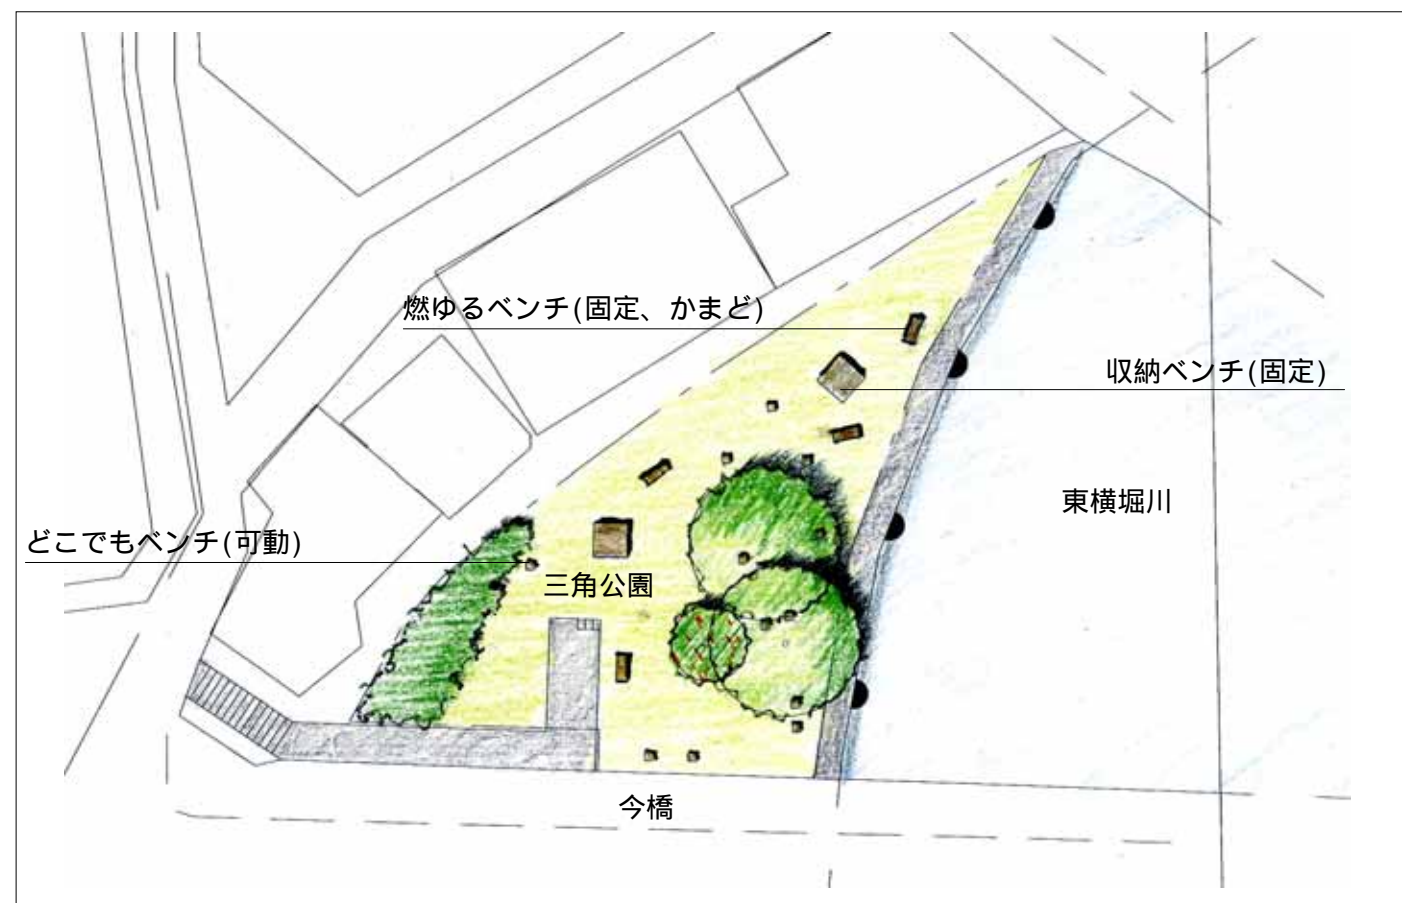 燃ゆるベンチ(固定、かまど)
収納ベンチ(固定)
東横堀川
どこでもベンチ(可動)
三角公園
今橋